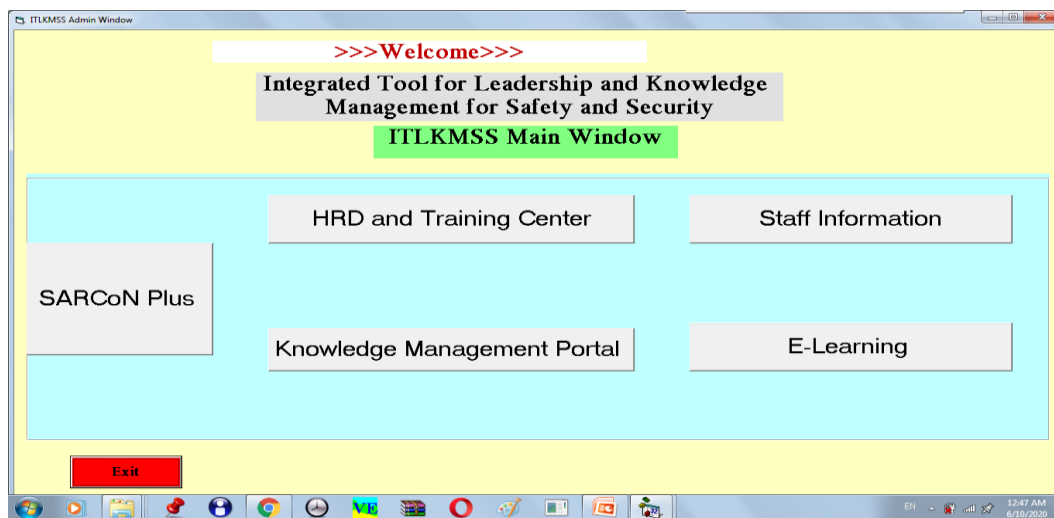 ITLKMSS Admin Window
>>>Welcome>>>
Integrated Tool for Leadership and Knowledge
Management for Safety and Security
ITLKMSS Main Window
HRD and Training Center
Staff Information
SARCoN Plus
Knowledge Management Portal
E-Learning
Exit
VE
EN
12:47 AM
6/10/2020